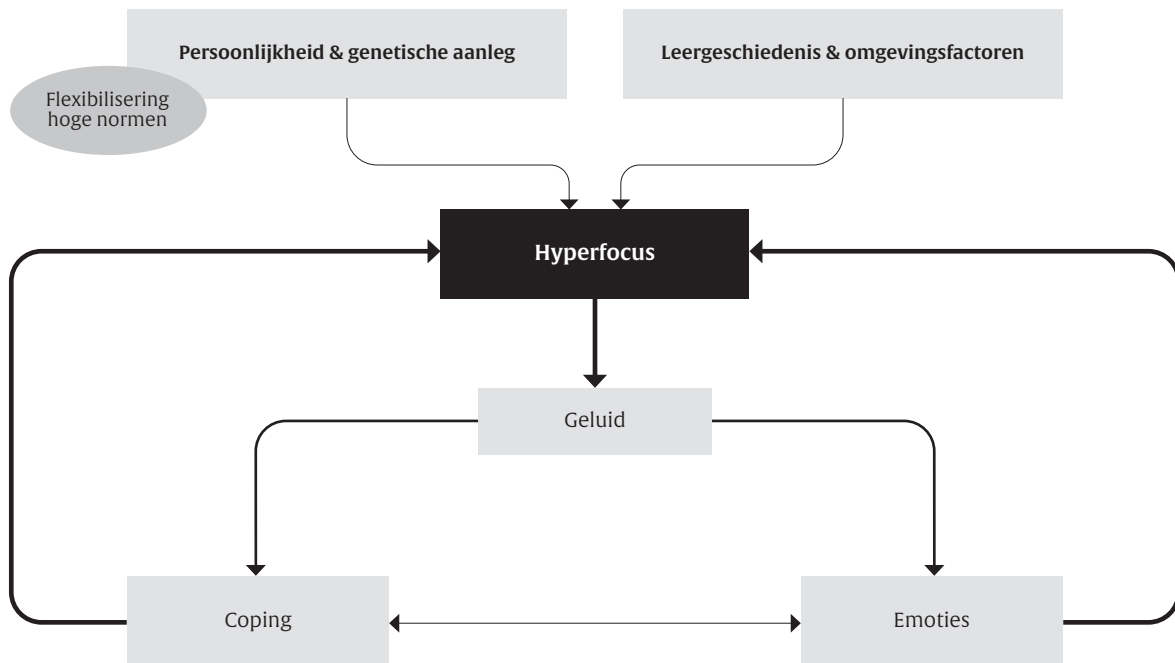 Persoonlijkheid & genetische aanleg
Leergeschiedenis & omgevingsfactoren
Flexibilisering
hoge normen
Hyperfocus
Geluid
Coping
Emoties